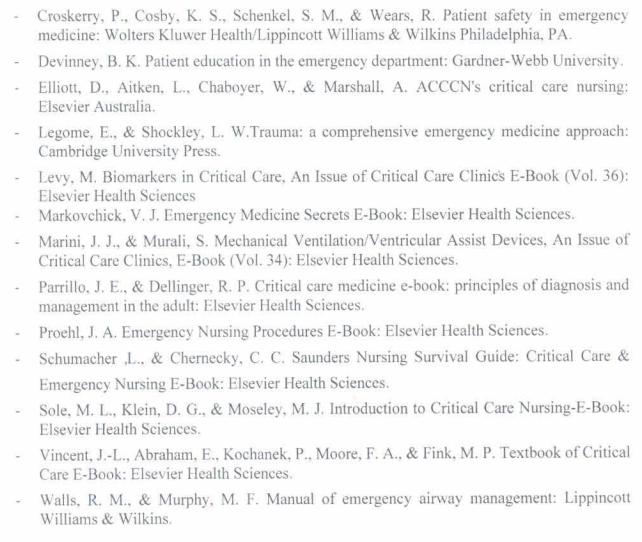 - Croskerry, P., Cosby, K. S., Schenkel, S. M., & Wears, R. Patient safety in emergency
medicine: Wolters Kluwer Health/Lippincott Williams & Wilkins Philadelphia, PA.
- Devinney, B. K. Patient education in the emergency department: Gardner-Webb University.
- Elliott, D., Aitken, L., Chaboyer, W., & Marshall, A. ACCCN's critical care nursing:
Elsevier Australia.
- Legome, E., & Shockley, L. W.Trauma: a comprehensive emergency medicine approach:
Cambridge University Press.
- Levy, M. Biomarkers in Critical Care, An Issue of Critical Care Clinics E-Book (Vol. 36):
Elsevier Health Sciences
- Markovchick, V. J. Emergency Medicine Secrets E-Book: Elsevier Health Sciences.
- Marini, J. J., & Murali, S. Mechanical Ventilation/Ventricular Assist Devices, An Issue of
Critical Care Clinics, E-Book (Vol. 34): Elsevier Health Sciences.
- Parrillo, J. E., & Dellinger, R. P. Critical care medicine e-book: principles of diagnosis and
management in the adult: Elsevier Health Sciences.
- Proehl, J. A. Emergency Nursing Procedures E-Book: Elsevier Health Sciences.
- Schumacher ,L., & Chernecky, C. C. Saunders Nursing Survival Guide: Critical Care &
Emergency Nursing E-Book: Elsevier Health Sciences.
- Sole, M. L., Klein, D. G., & Moseley, M. J. Introduction to Critical Care Nursing-E-Book:
Elsevier Health Sciences.
- Vincent, J.-L., Abraham, E., Kochanek, P., Moore, F. A., & Fink, M. P. Textbook of Critical
Care E-Book: Elsevier Health Sciences.
- Walls, R. M., & Murphy, M. F. Manual of emergency airway management: Lippincott
Williams & Wilkins.